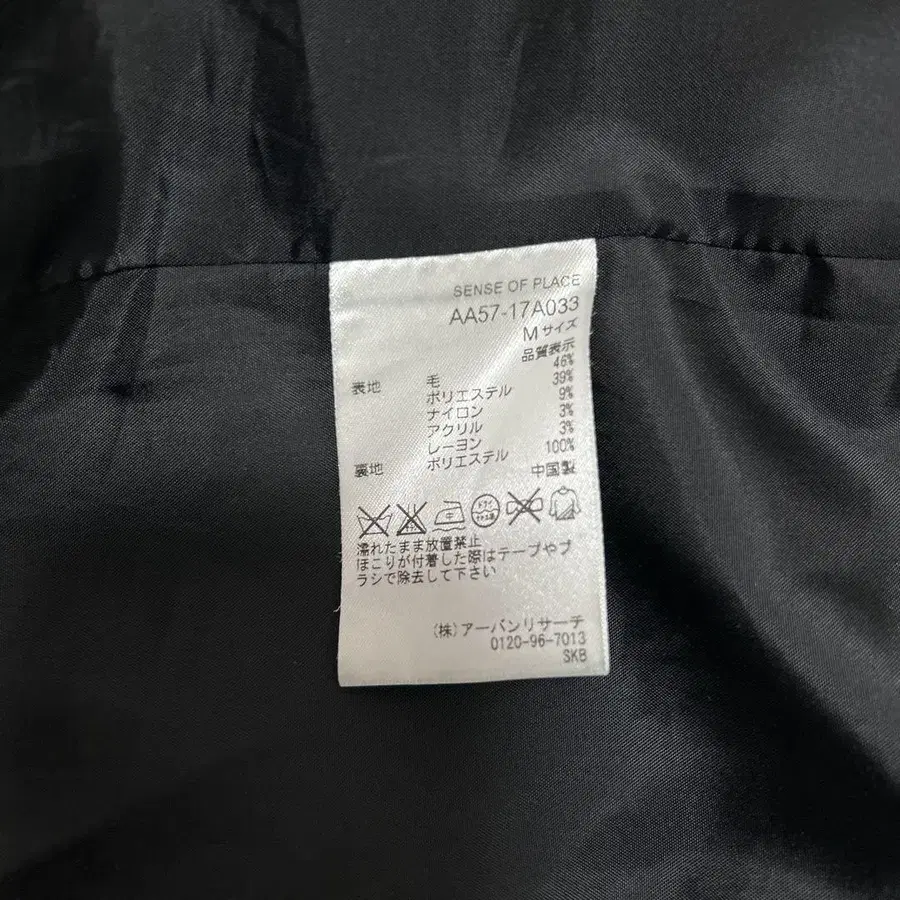 SENSE OF PLACE
AA57-17A033
Mサイズ
品質表示
表地 毛 46%
ポリエステル 39%
ナイロン 9%
アクリル 3%
レーヨン 3%
裏地 ポリエステル 100%
中国製
中 ドライ
濡れたまま放置禁止
ほこりが付着した際はテープやブ
ラシで除去して下さい
(株)アーバンリサーチ
0120-96-7013
SKB